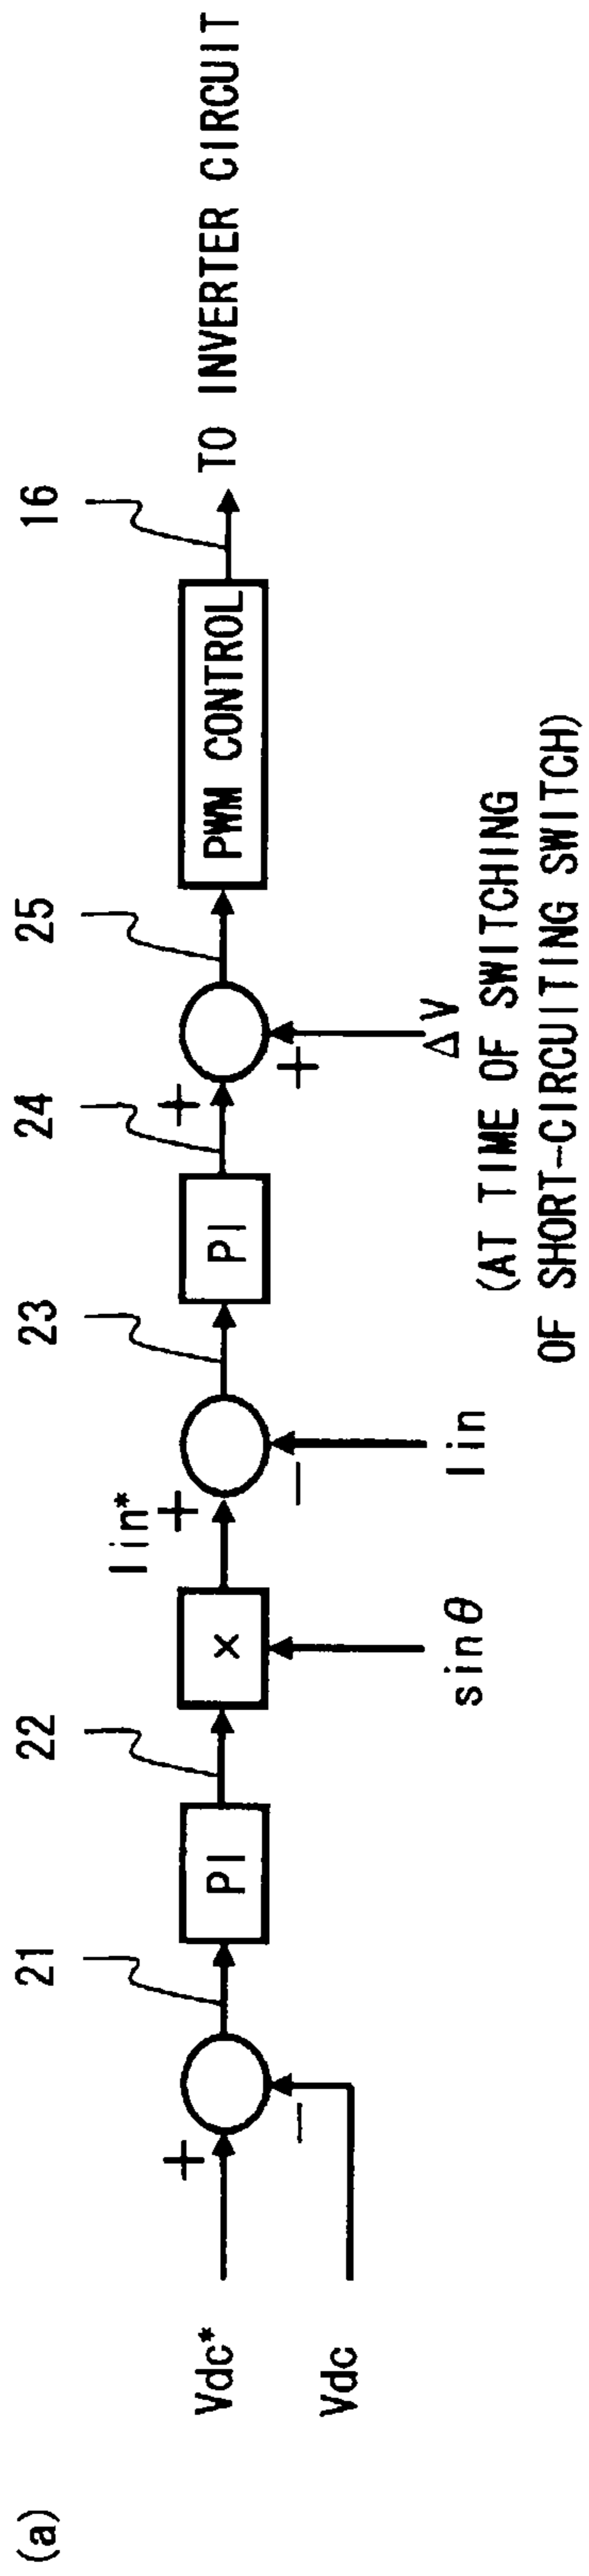 (a)
Vdc*
Vdc
+
−
21
PI
22
×
sinθ
Iin*
+
−
Iin
23
PI
24
+
+
ΔV
(AT TIME OF SWITCHING
OF SHORT-CIRCUITING SWITCH)
25
PWM CONTROL
16
TO INVERTER CIRCUIT